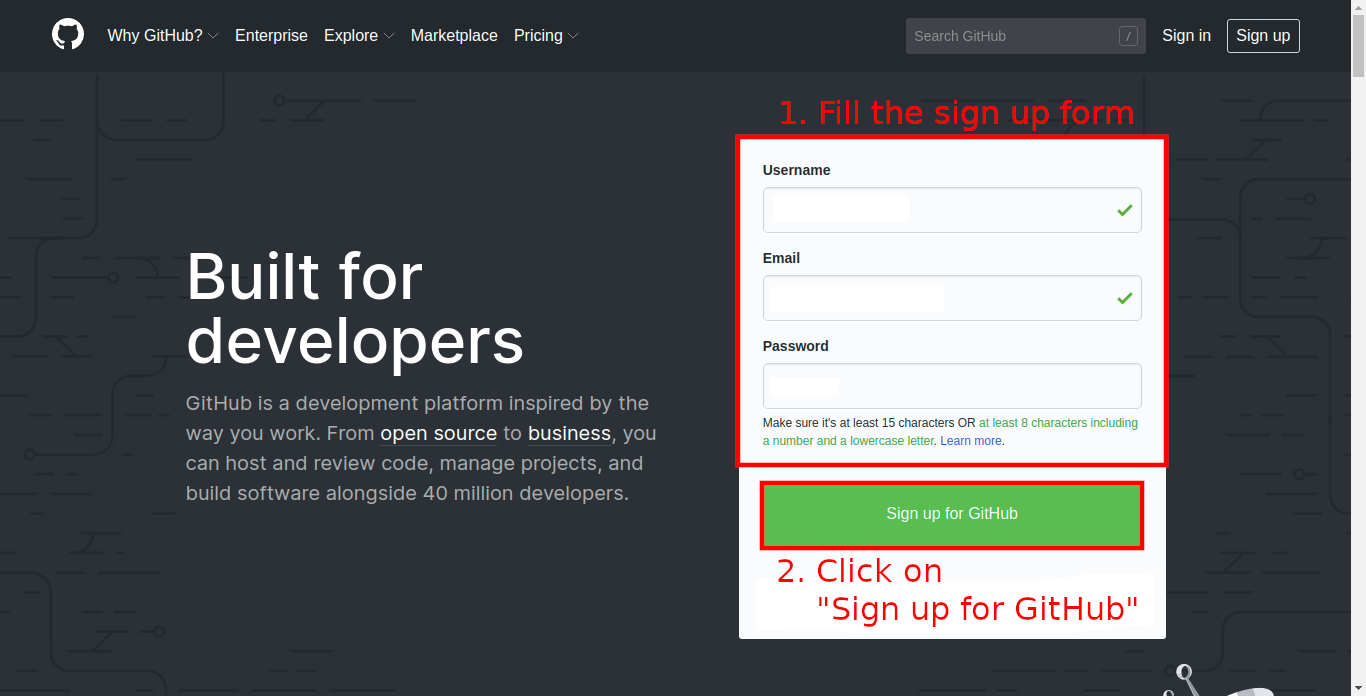 Why GitHub? Enterprise Explore Marketplace Pricing Search GitHub / Sign in Sign up
1. Fill the sign up form
Username
Email
Password
Make sure it's at least 15 characters OR at least 8 characters including
a number and a lowercase letter. Learn more.
Built for
developers
GitHub is a development platform inspired by the
way you work. From open source to business, you
can host and review code, manage projects, and
build software alongside 40 million developers.
Sign up for GitHub
2. Click on
"Sign up for GitHub"